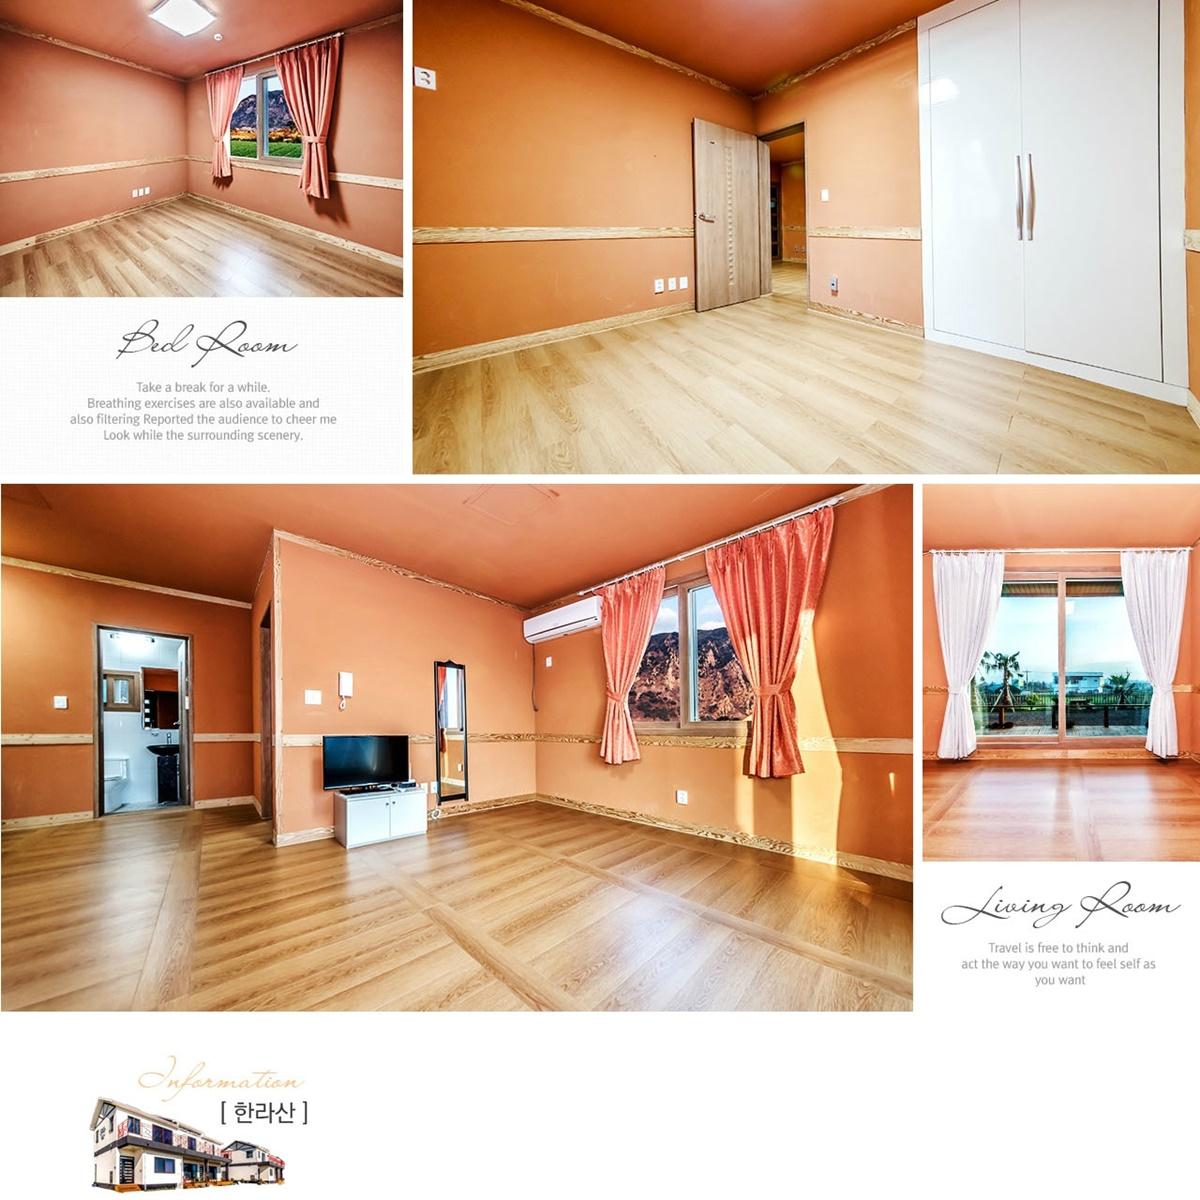 Bed Room
Take a break for a while.
Breathing exercises are also available and
also filtering Reported the audience to cheer me
Look while the surrounding scenery.
Living Room
Travel is free to think and
act the way you want to feel self as
you want
Information
[ 한라산 ]